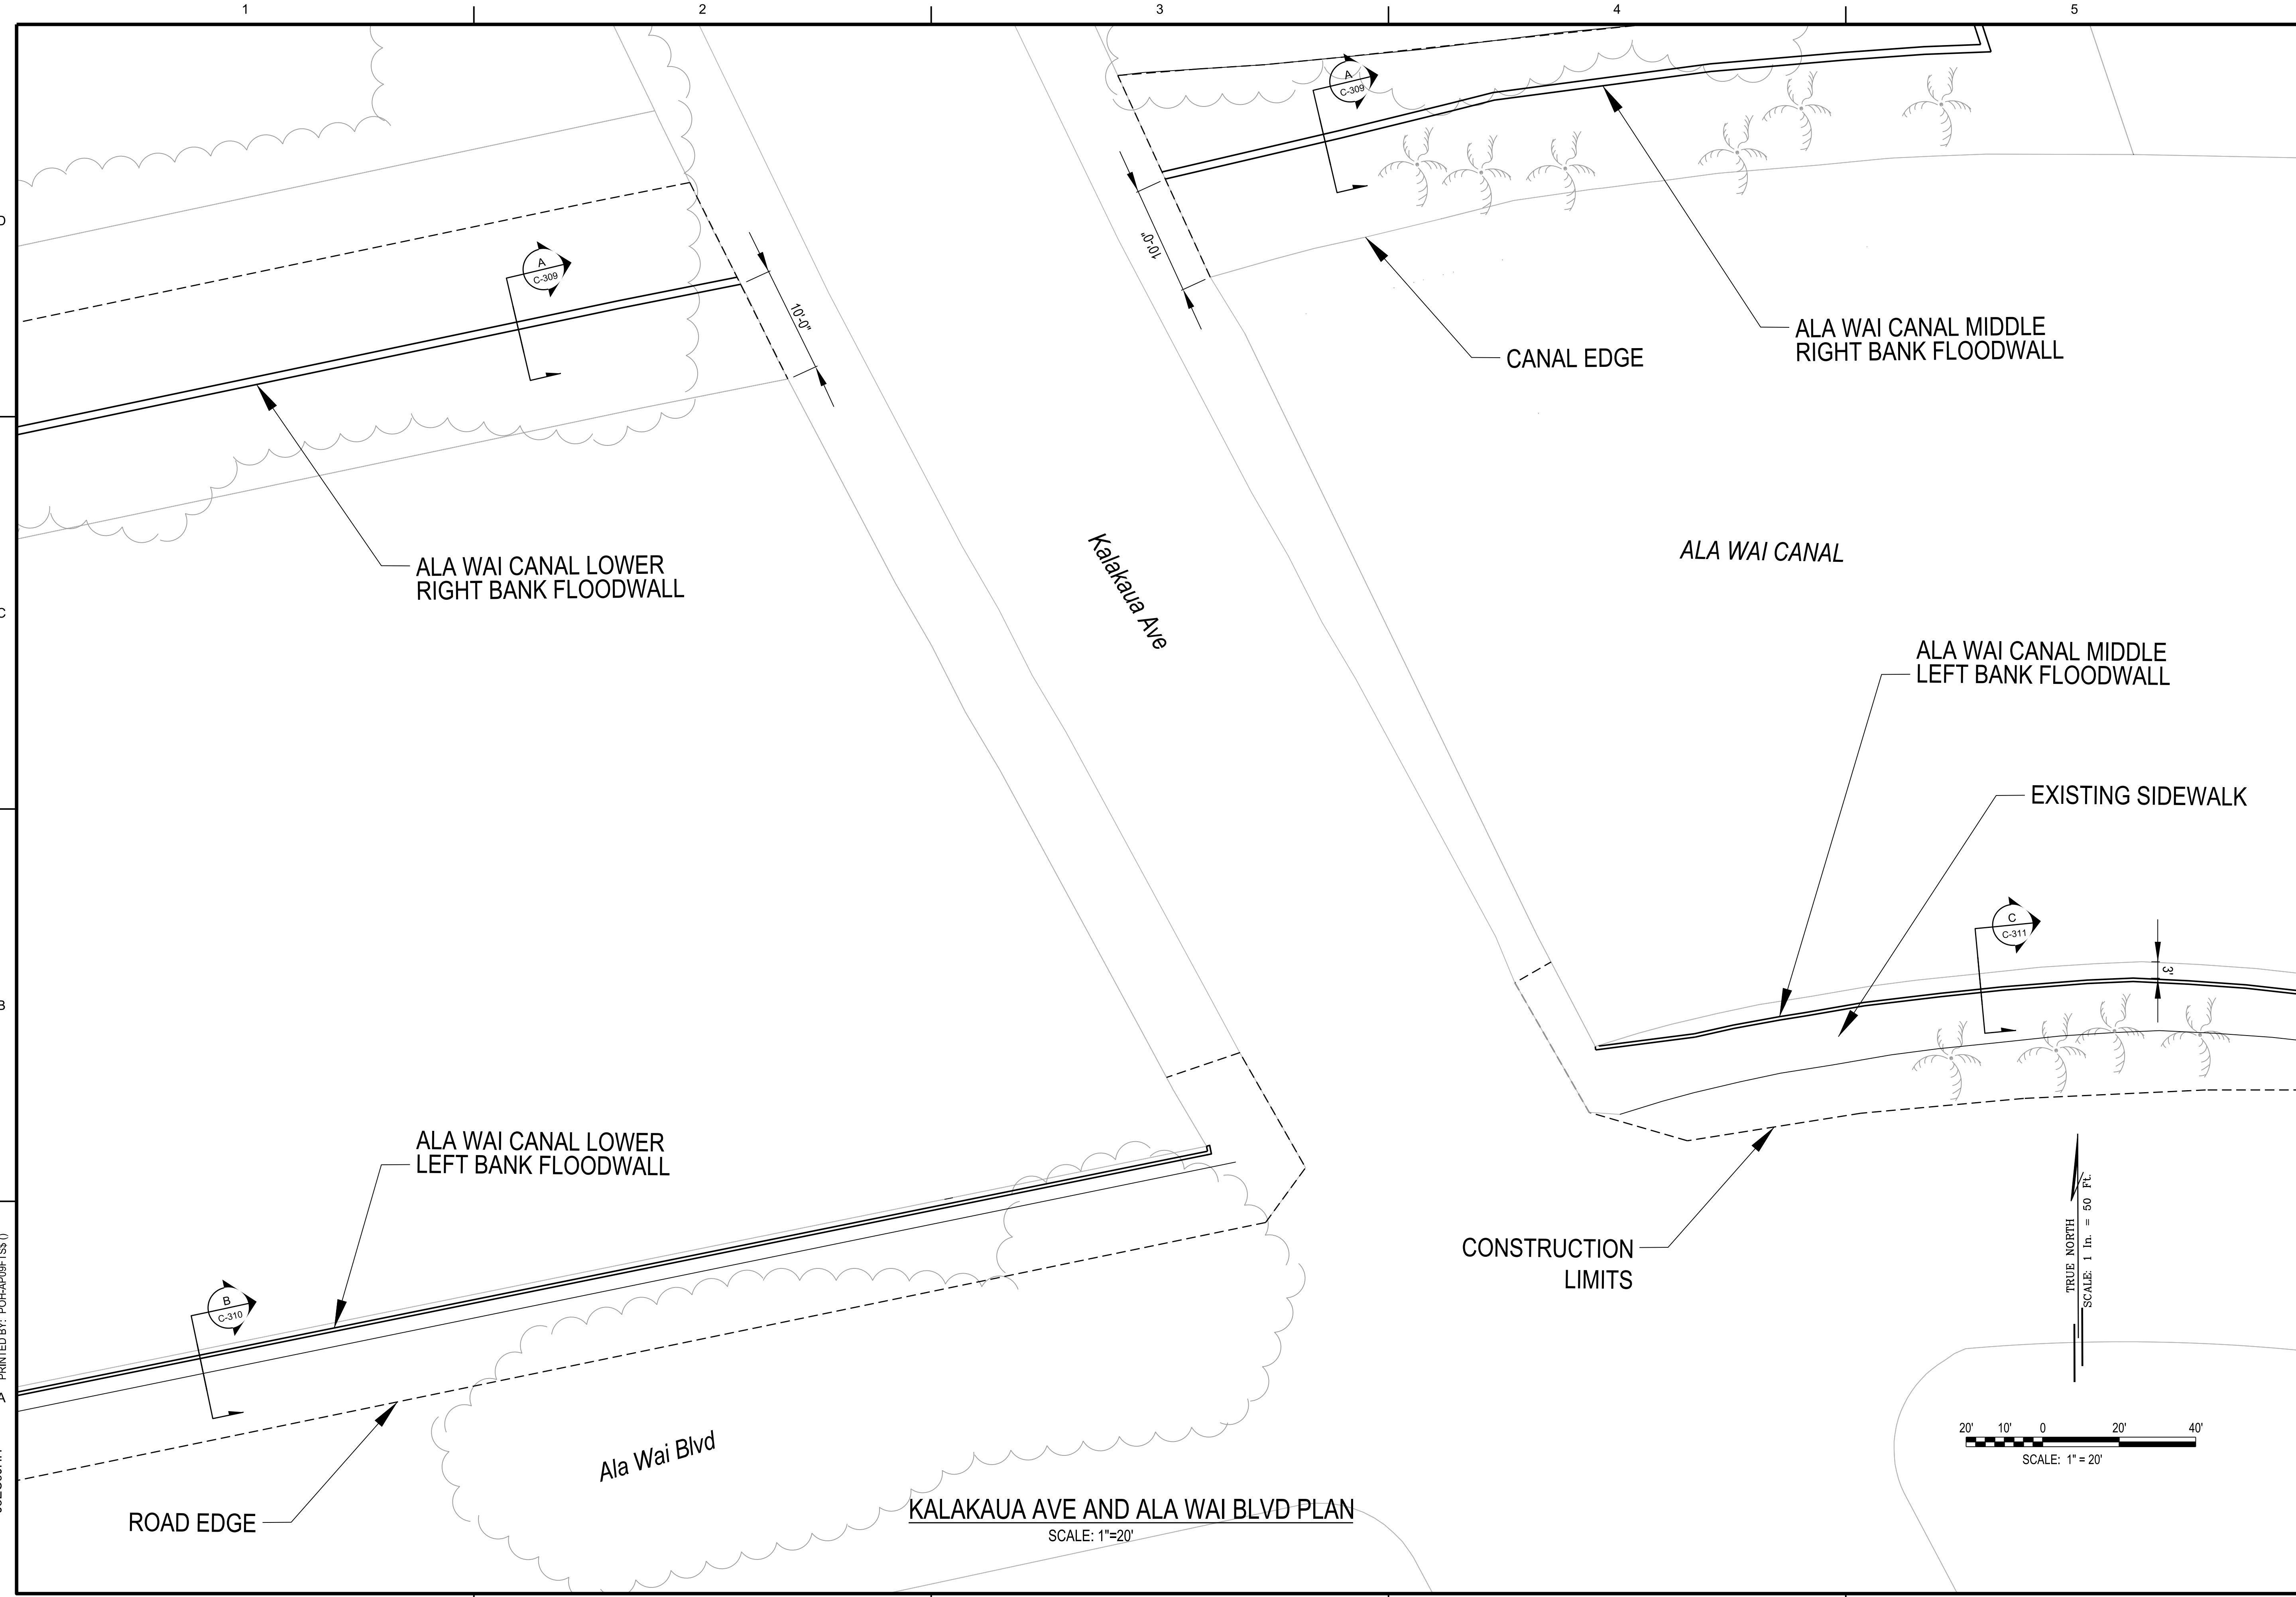 1
2
3
4
5
D
C
B
A
A
C-309
A
C-309
10'-0"
10'-0"
ALA WAI CANAL MIDDLE
RIGHT BANK FLOODWALL
CANAL EDGE
ALA WAI CANAL LOWER
RIGHT BANK FLOODWALL
Kalakaua Ave
ALA WAI CANAL
ALA WAI CANAL MIDDLE
LEFT BANK FLOODWALL
EXISTING SIDEWALK
C
C-311
3'
ALA WAI CANAL LOWER
LEFT BANK FLOODWALL
CONSTRUCTION
LIMITS
TRUE NORTH
SCALE: 1 In. = 50 Ft.
B
C-310
20' 10' 0 20' 40'
SCALE: 1" = 20'
Ala Wai Blvd
ROAD EDGE
KALAKAUA AVE AND ALA WAI BLVD PLAN
SCALE: 1"=20'
PRINTED BY: